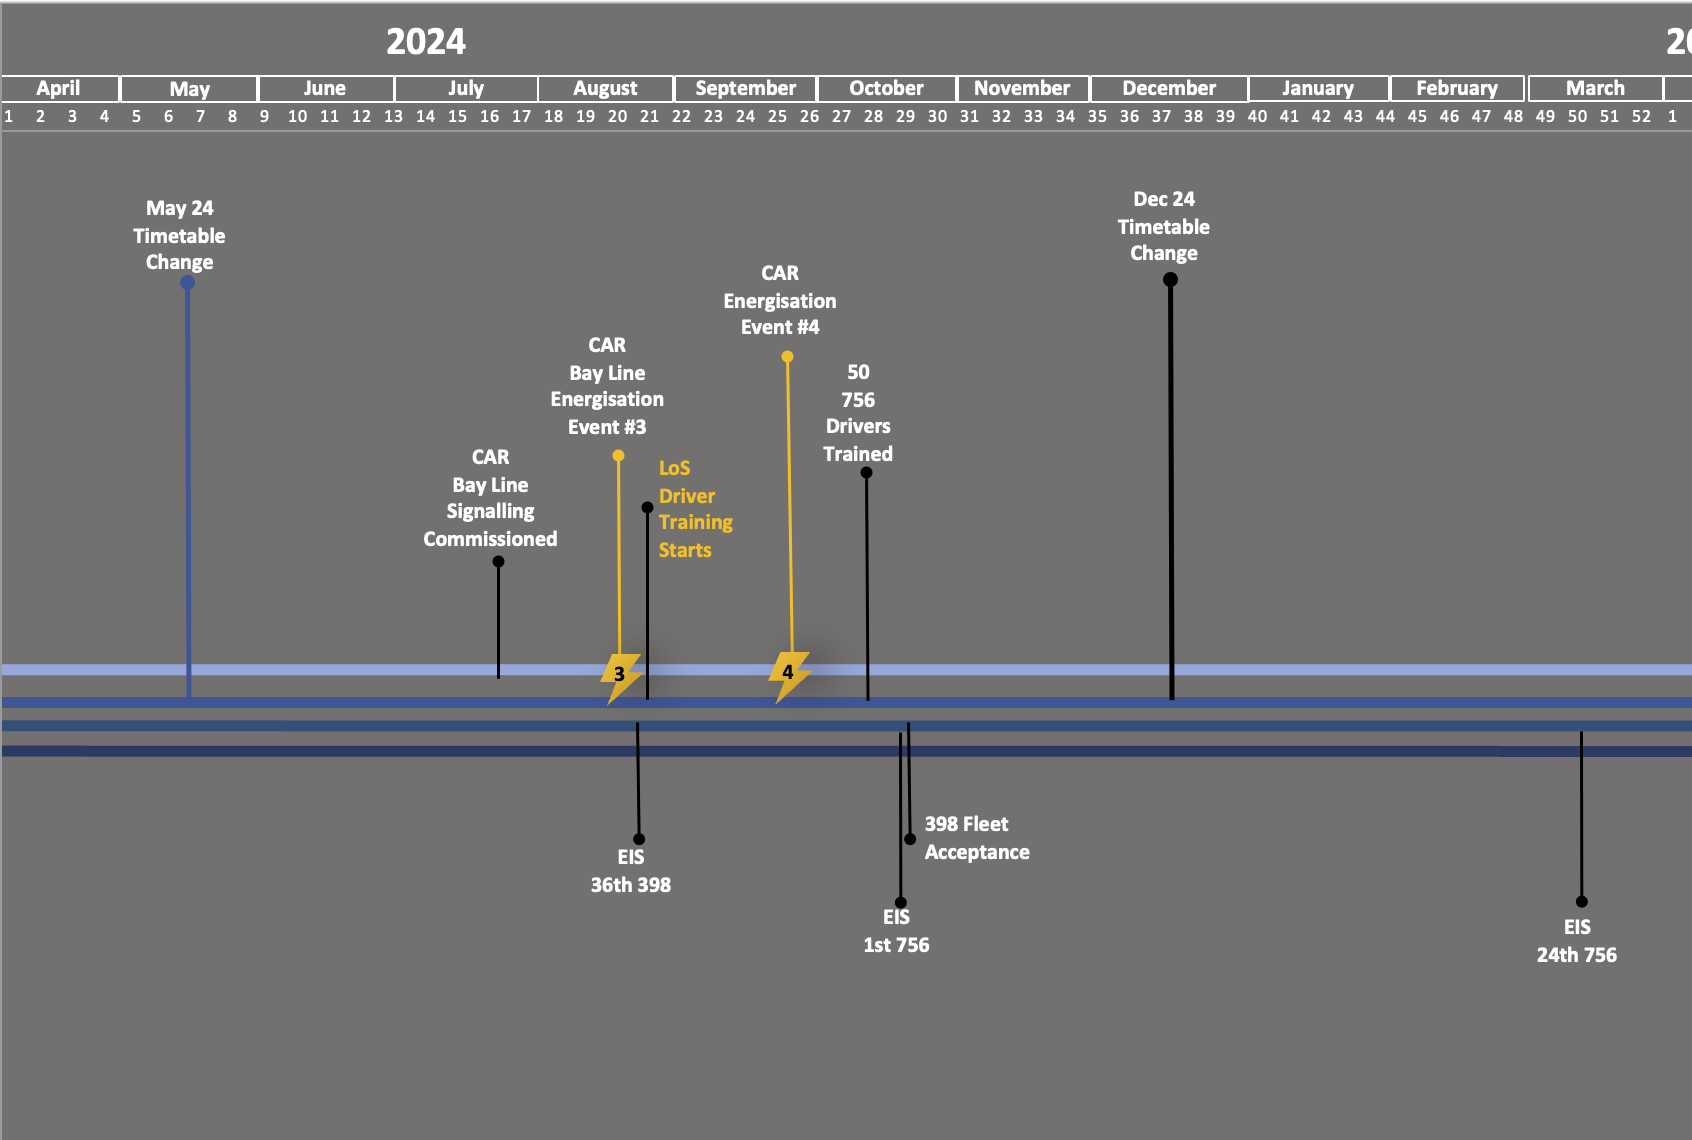 2024
20
April May June July August September October November December January February March
1 2 3 4 5 6 7 8 9 10 11 12 13 14 15 16 17 18 19 20 21 22 23 24 25 26 27 28 29 30 31 32 33 34 35 36 37 38 39 40 41 42 43 44 45 46 47 48 49 50 51 52 1
May 24
Timetable
Change
Dec 24
Timetable
Change
CAR
Energisation
Event #4
CAR
Bay Line
Energisation
Event #3
50
756
Drivers
Trained
CAR
Bay Line
Signalling
Commissioned
LoS
Driver
Training
Starts
3
4
398 Fleet
Acceptance
EIS
36th 398
EIS
1st 756
EIS
24th 756